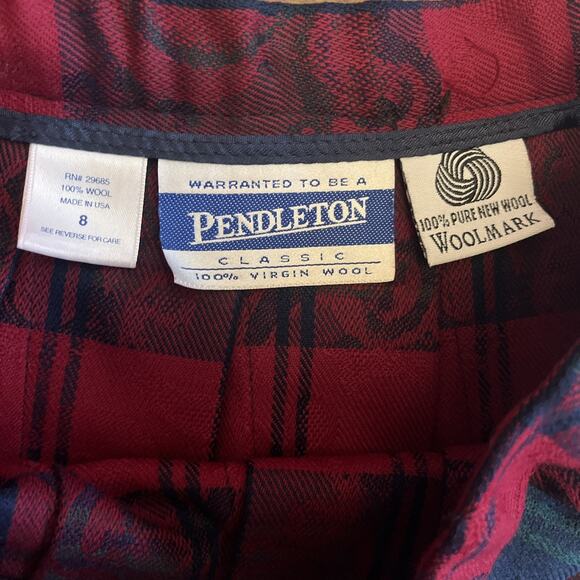 RN# 29685
100% WOOL
MADE IN USA
8
SEE REVERSE FOR CARE
WARRANTED TO BE A
PENDLETON
CLASSIC
100% VIRGIN WOOL
100% PURE NEW WOOL
WOOLMARK